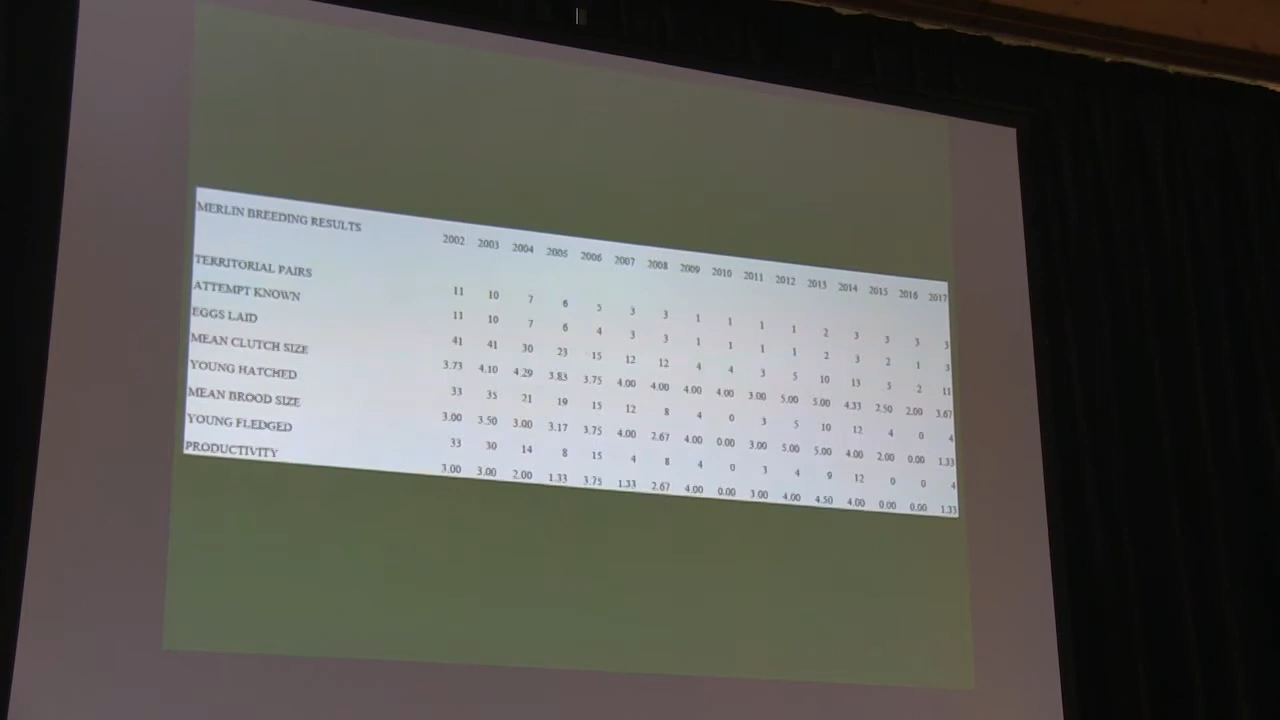 MERLIN BREEDING RESULTS
2002 2003 2004 2005 2006 2007 2008 2009 2010 2011 2012 2013 2014 2015 2016 2017
TERRITORIAL PAIRS 11 10 7 6 5 3 3 1 1 1 1 2 3 3 3 3
ATTEMPT KNOWN 11 10 7 6 4 3 3 1 1 1 1 2 3 2 1 3
EGGS LAID 41 41 30 23 15 12 12 4 4 3 5 10 13 5 2 11
MEAN CLUTCH SIZE 3.73 4.10 4.29 3.83 3.75 4.00 4.00 4.00 4.00 3.00 5.00 5.00 4.33 2.50 2.00 3.67
YOUNG HATCHED 33 35 21 19 15 12 8 4 0 3 5 10 12 4 0 4
MEAN BROOD SIZE 3.00 3.50 3.00 3.17 3.75 4.00 2.67 4.00 0.00 3.00 5.00 5.00 4.00 2.00 0.00 1.33
YOUNG FLEDGED 33 30 14 8 15 4 8 4 0 3 4 9 12 0 0 4
PRODUCTIVITY 3.00 3.00 2.00 1.33 3.75 1.33 2.67 4.00 0.00 3.00 4.00 4.50 4.00 0.00 0.00 1.33